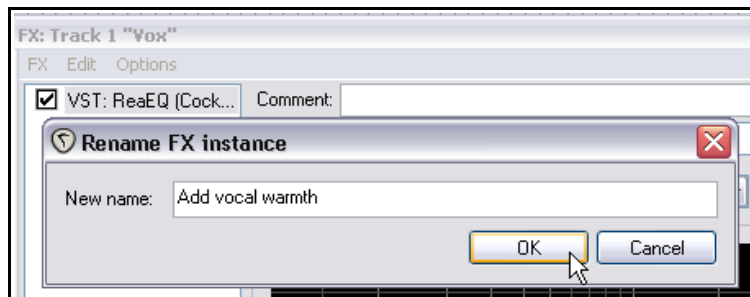 FX: Track 1 "Vox"
FX Edit Options
VST: ReaEQ (Cock... Comment:
Rename FX instance
New name: Add vocal warmth
OK Cancel